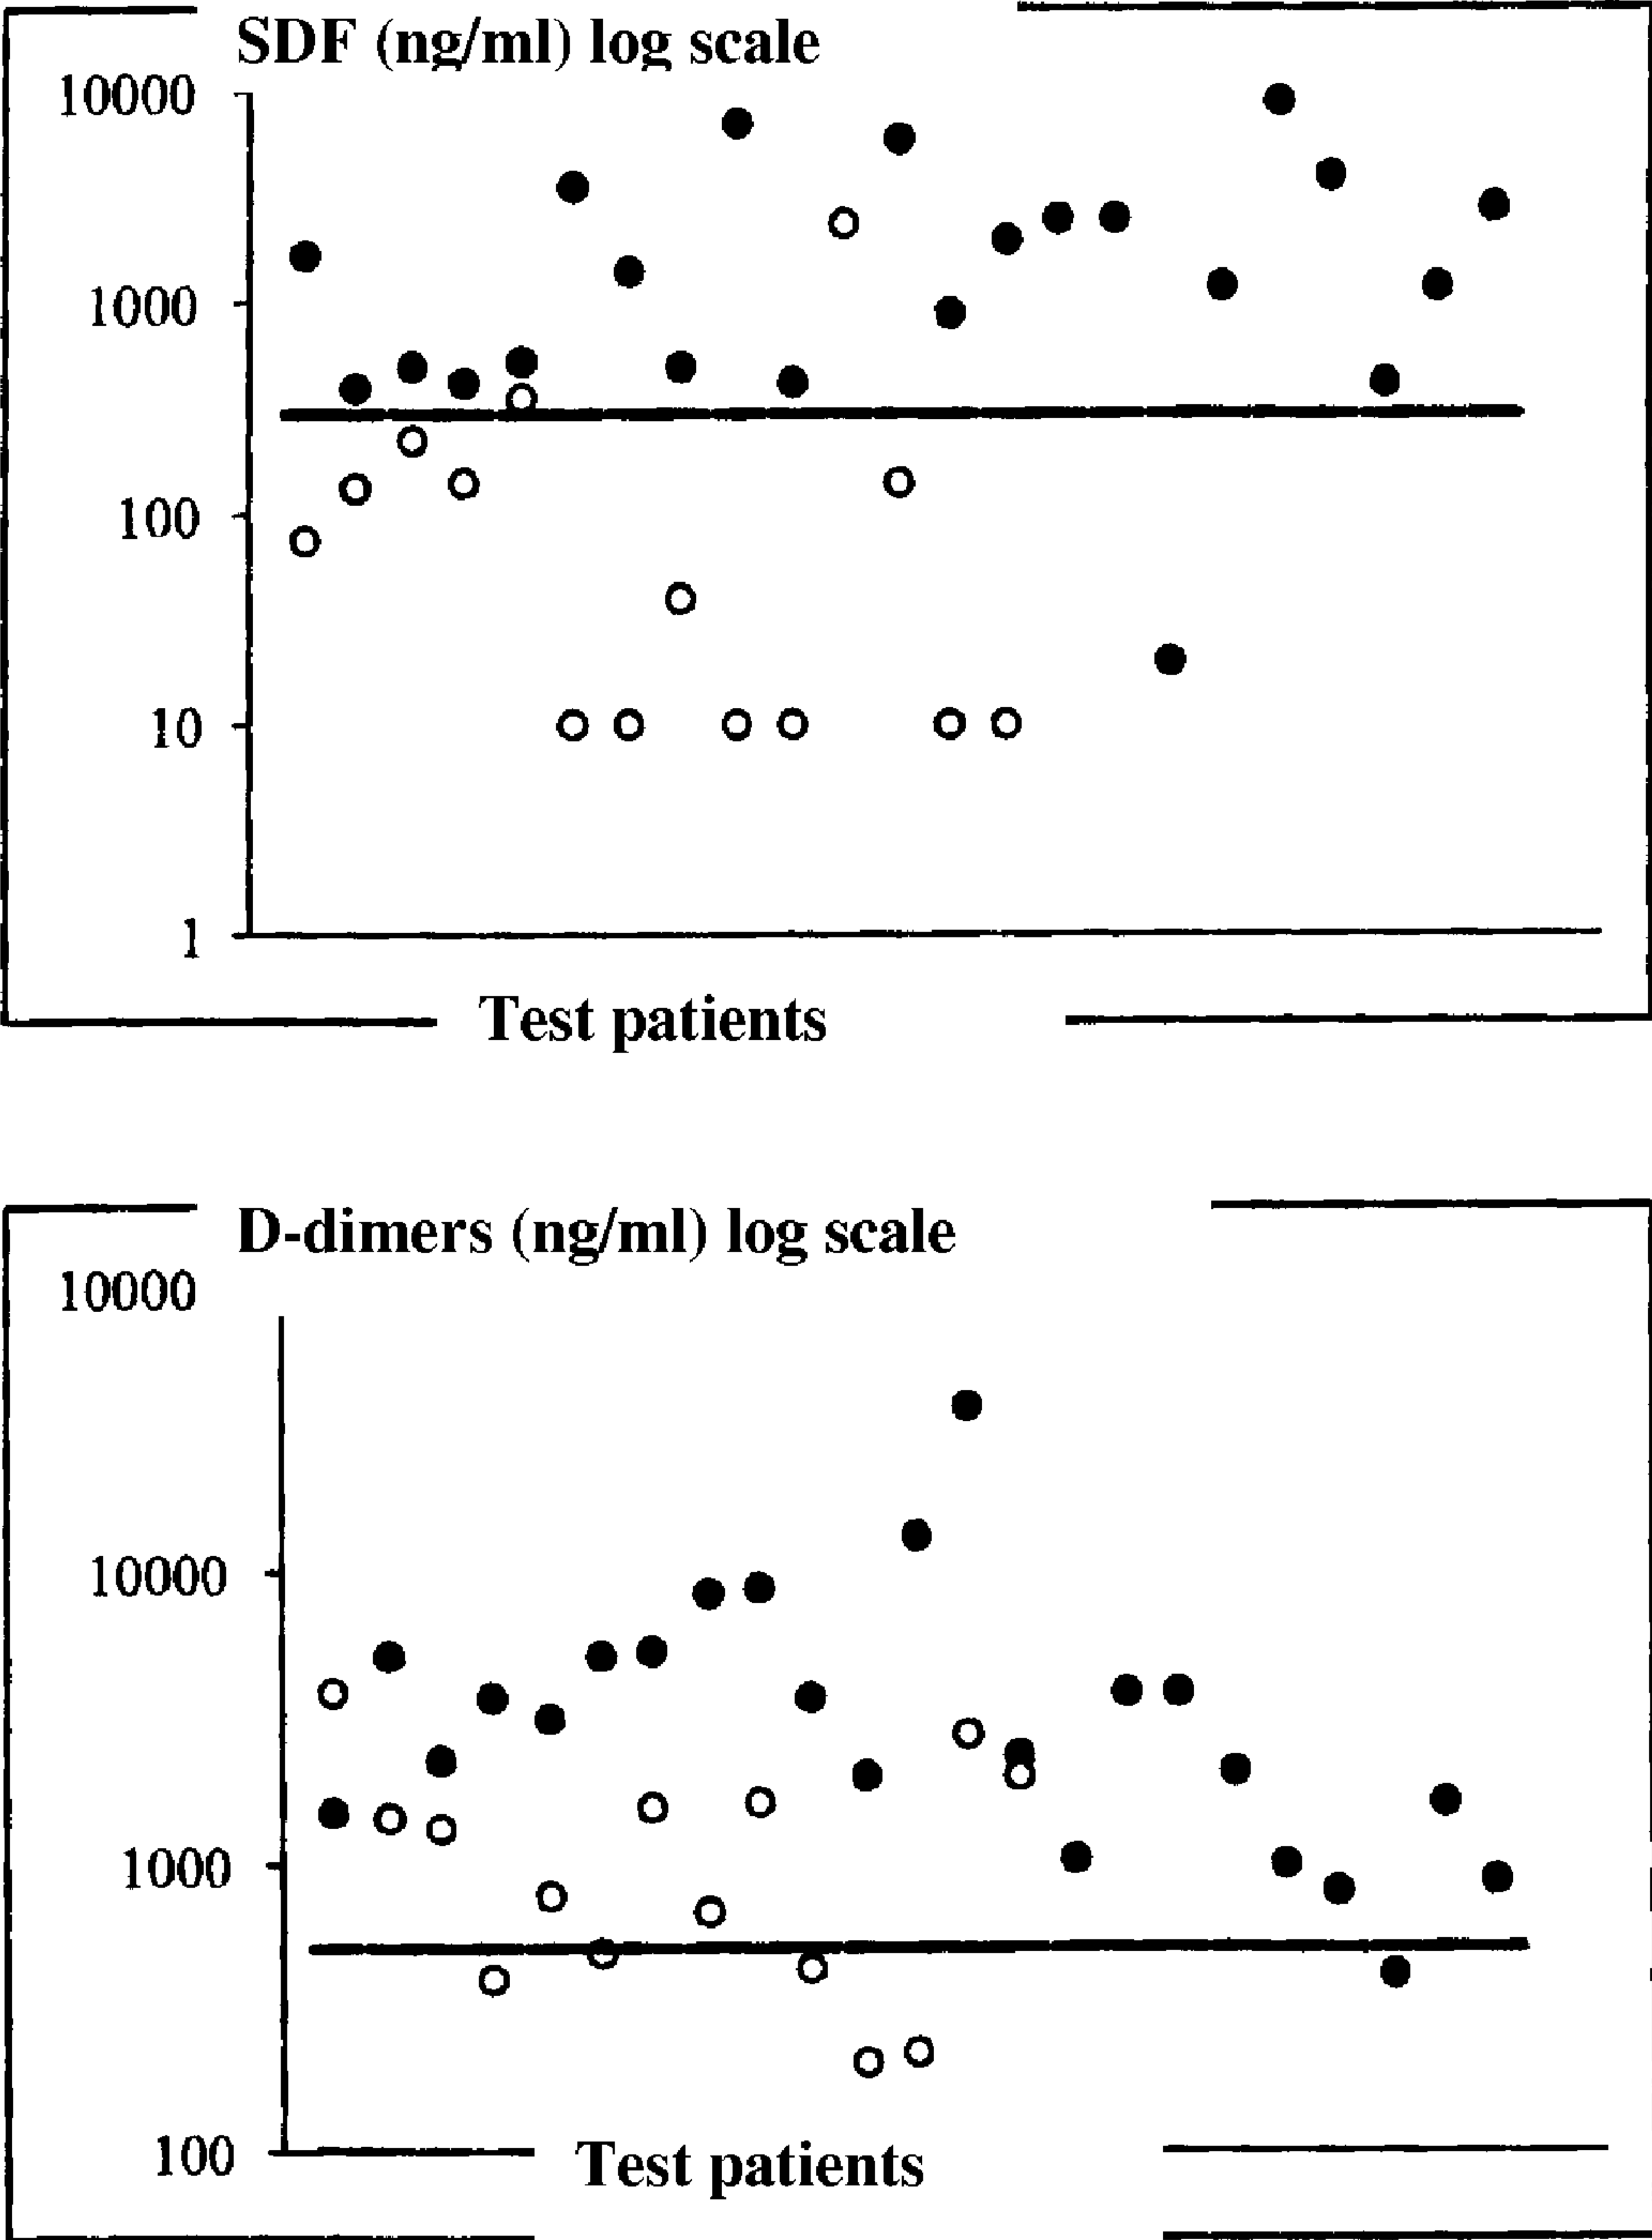 SDF (ng/ml) log scale
10000
1000
100
10
1
Test patients
D-dimers (ng/ml) log scale
10000
10000
1000
100
Test patients